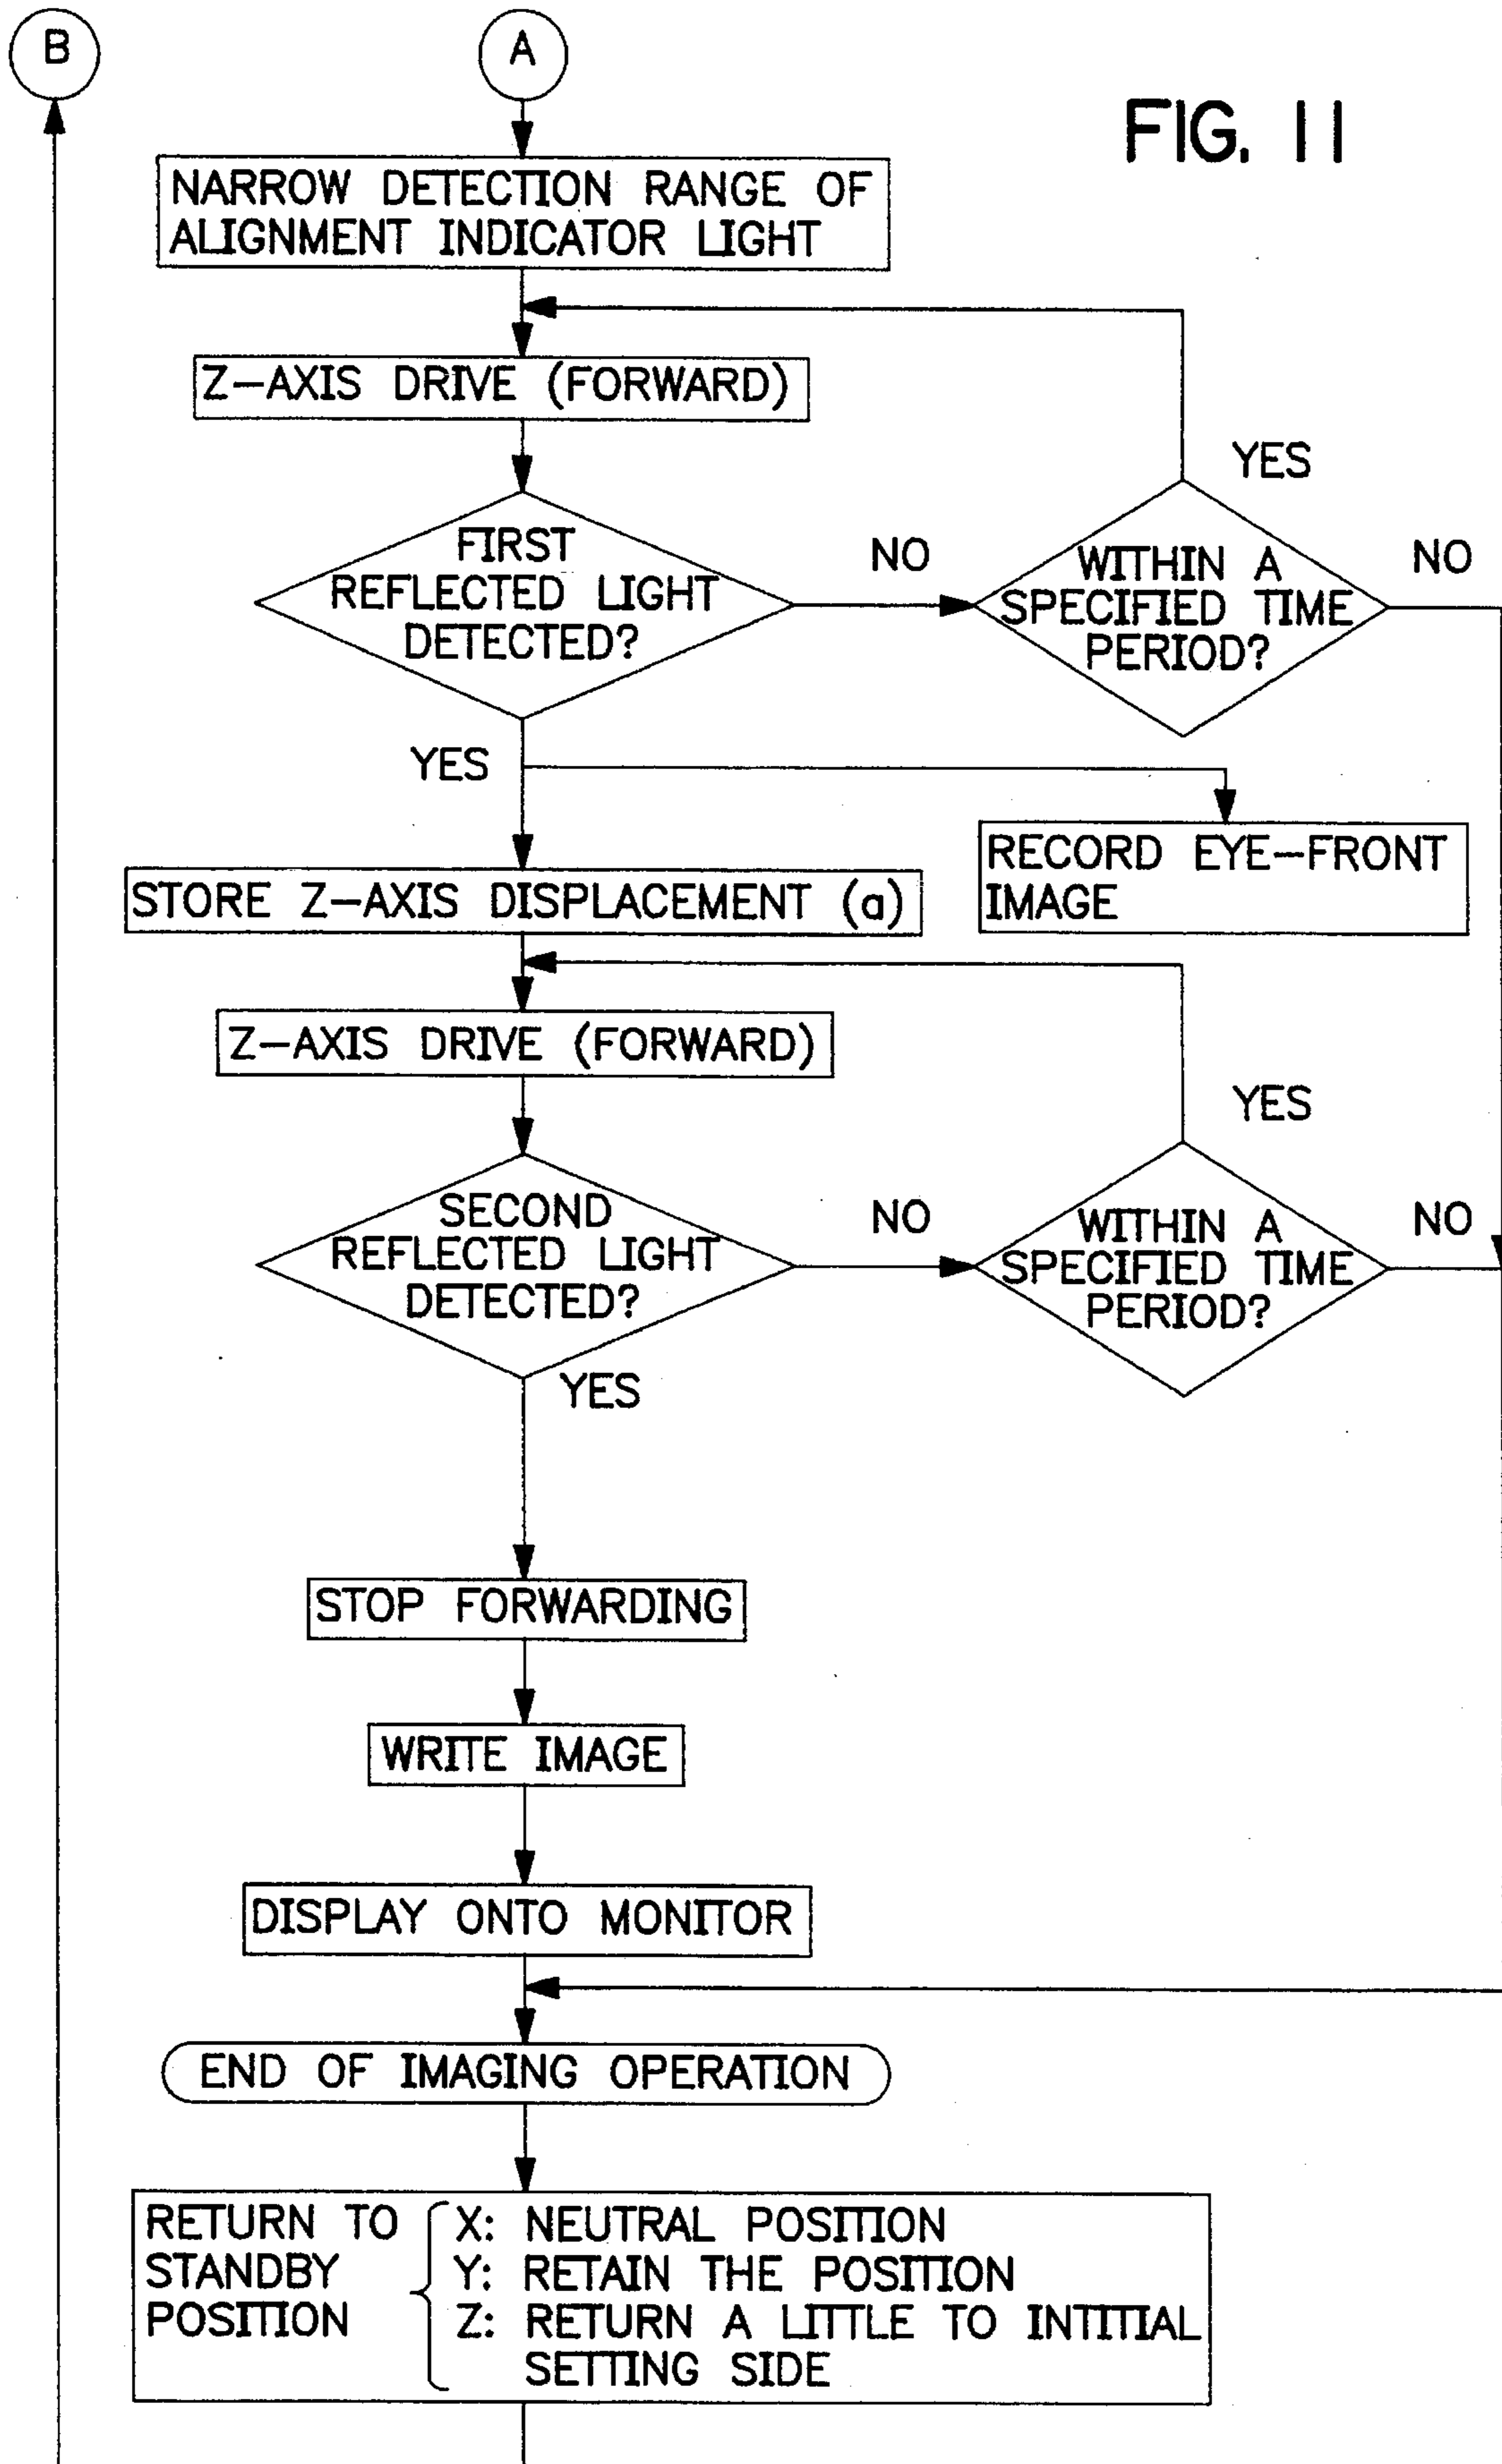 B
A
FIG. 11
NARROW DETECTION RANGE OF
ALIGNMENT INDICATOR LIGHT
Z-AXIS DRIVE (FORWARD)
YES
FIRST
REFLECTED LIGHT
DETECTED?
NO
WITHIN A
SPECIFIED TIME
PERIOD?
NO
YES
RECORD EYE-FRONT
IMAGE
STORE Z-AXIS DISPLACEMENT (a)
Z-AXIS DRIVE (FORWARD)
YES
SECOND
REFLECTED LIGHT
DETECTED?
NO
WITHIN A
SPECIFIED TIME
PERIOD?
NO
YES
STOP FORWARDING
WRITE IMAGE
DISPLAY ONTO MONITOR
END OF IMAGING OPERATION
RETURN TO
STANDBY
POSITION
X: NEUTRAL POSITION
Y: RETAIN THE POSITION
Z: RETURN A LITTLE TO INTITIAL
SETTING SIDE